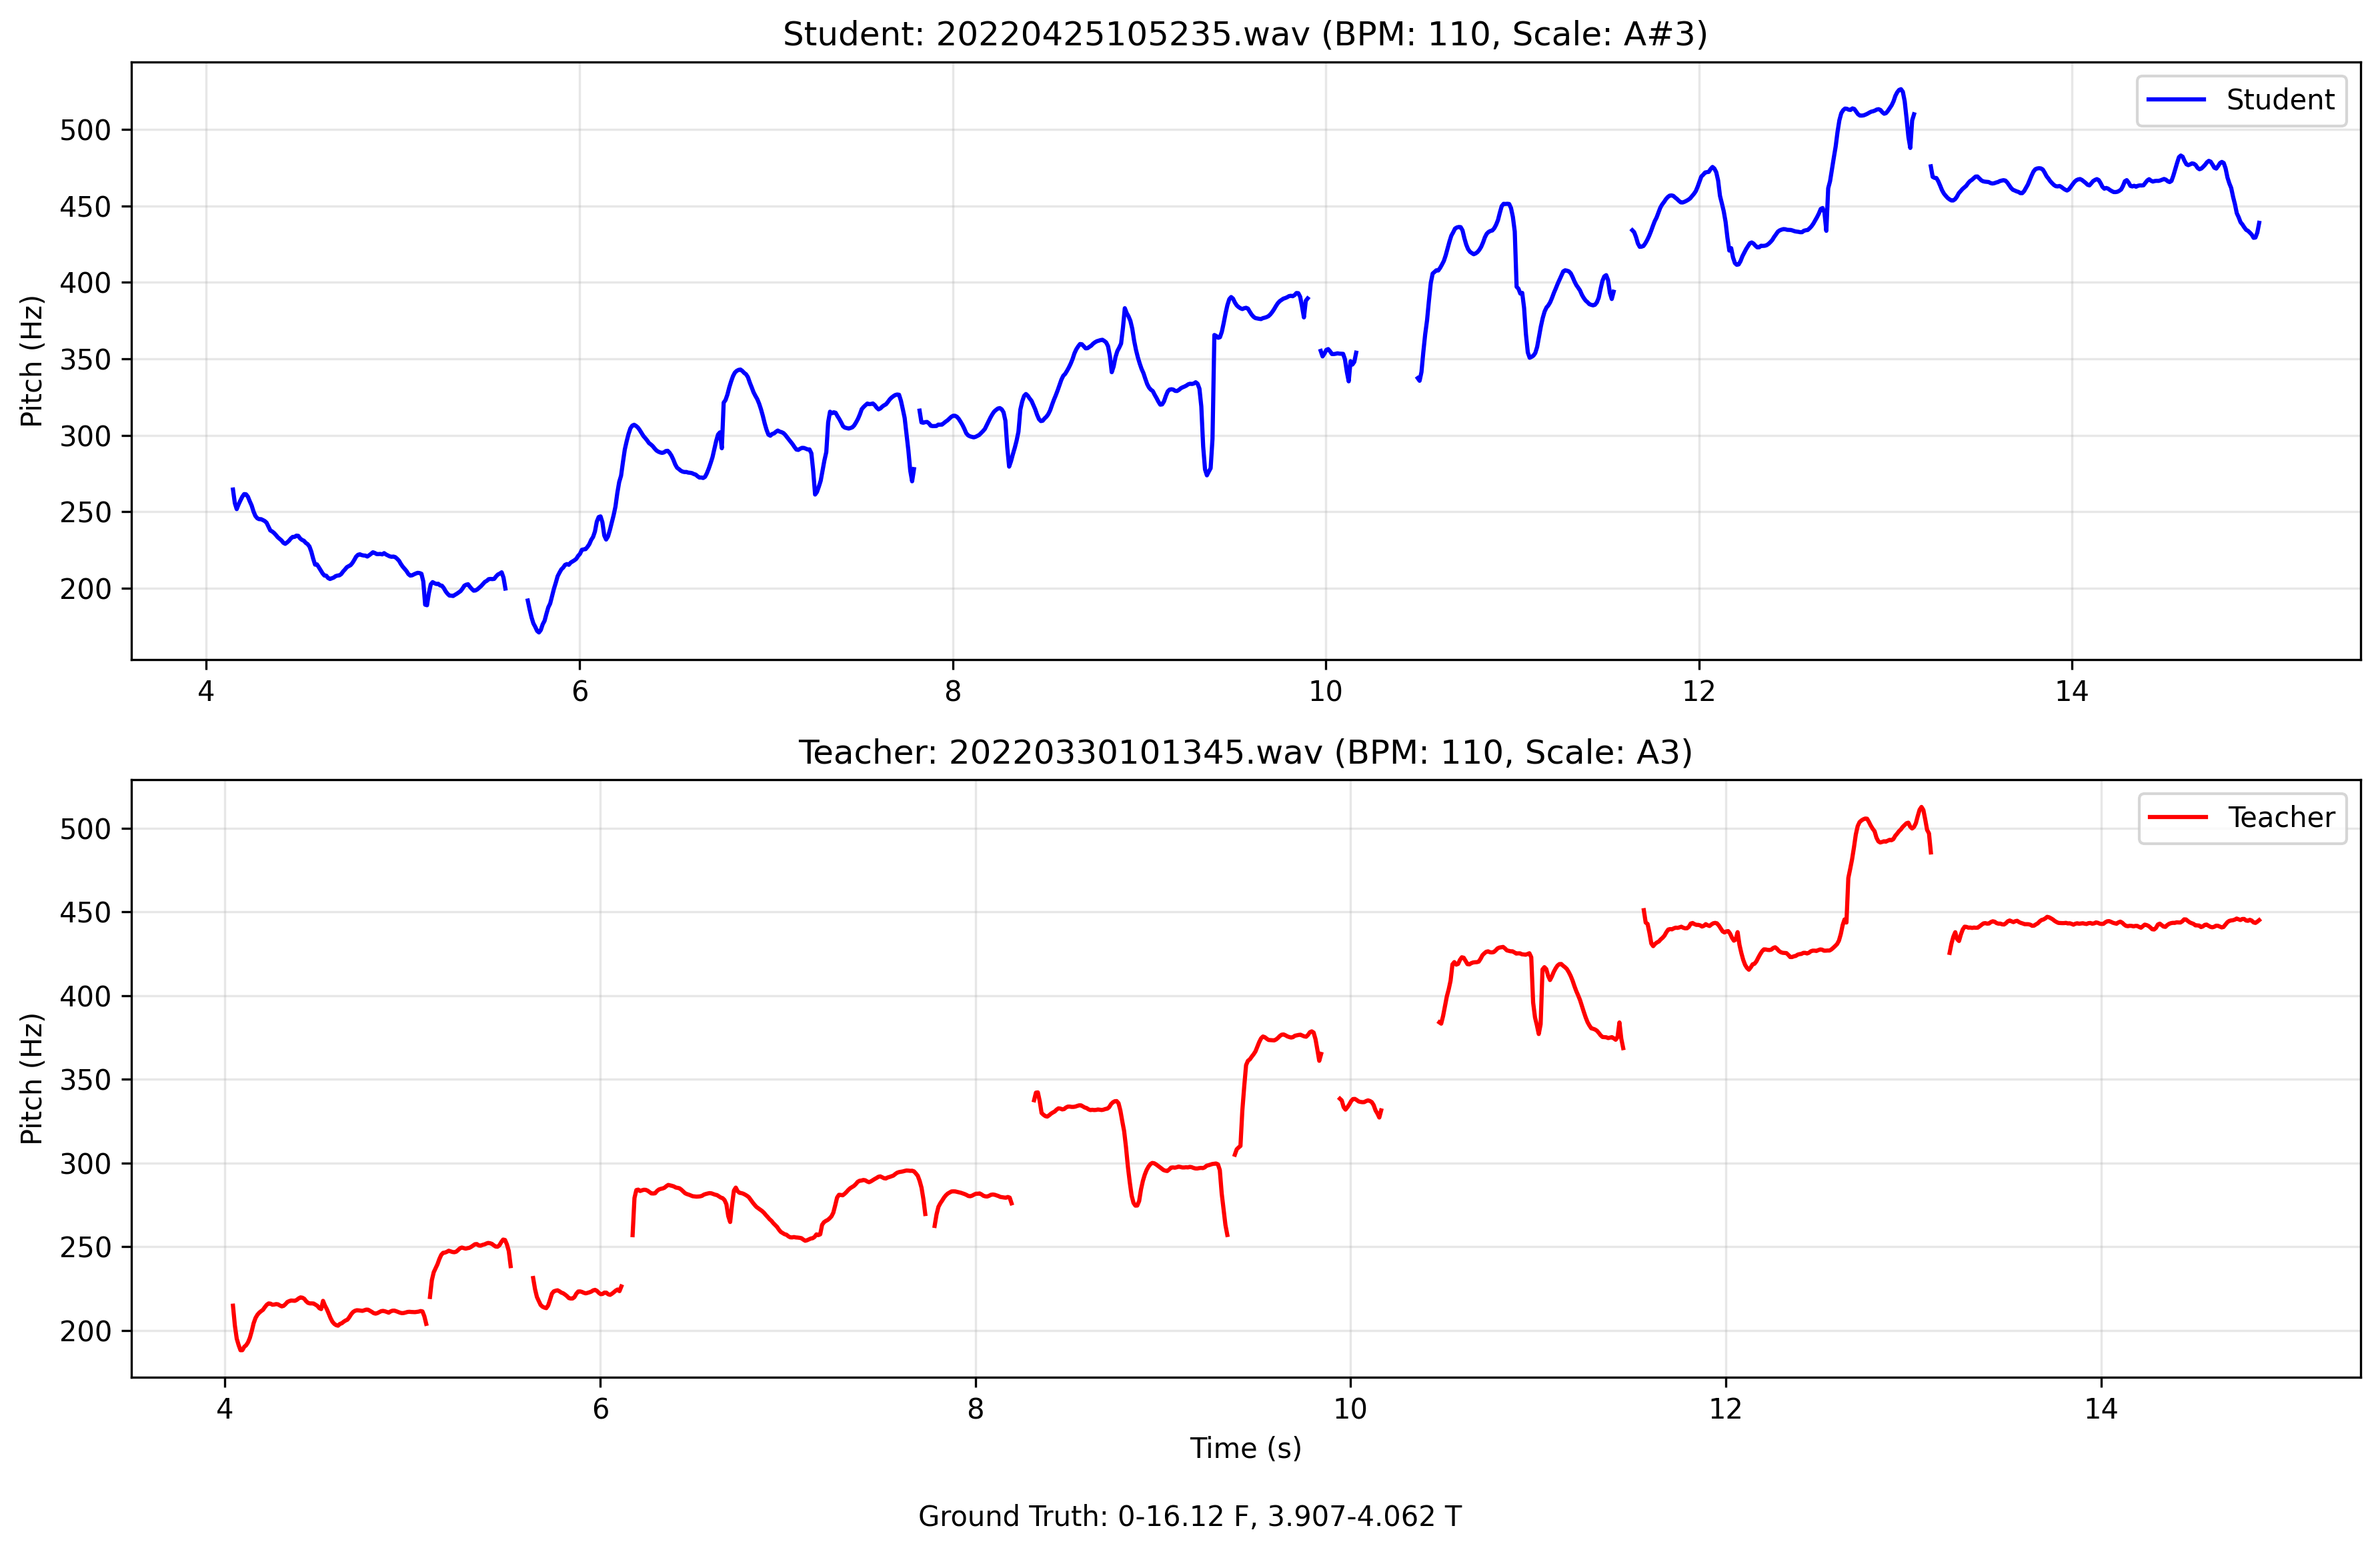 Student: 20220425105235.wav (BPM: 110, Scale: A#3)
Student
Pitch (Hz)
500
450
400
350
300
250
200
4 6 8 10 12 14
Teacher: 20220330101345.wav (BPM: 110, Scale: A3)
Teacher
Pitch (Hz)
500
450
400
350
300
250
200
4 6 8 10 12 14
Time (s)
Ground Truth: 0-16.12 F, 3.907-4.062 T